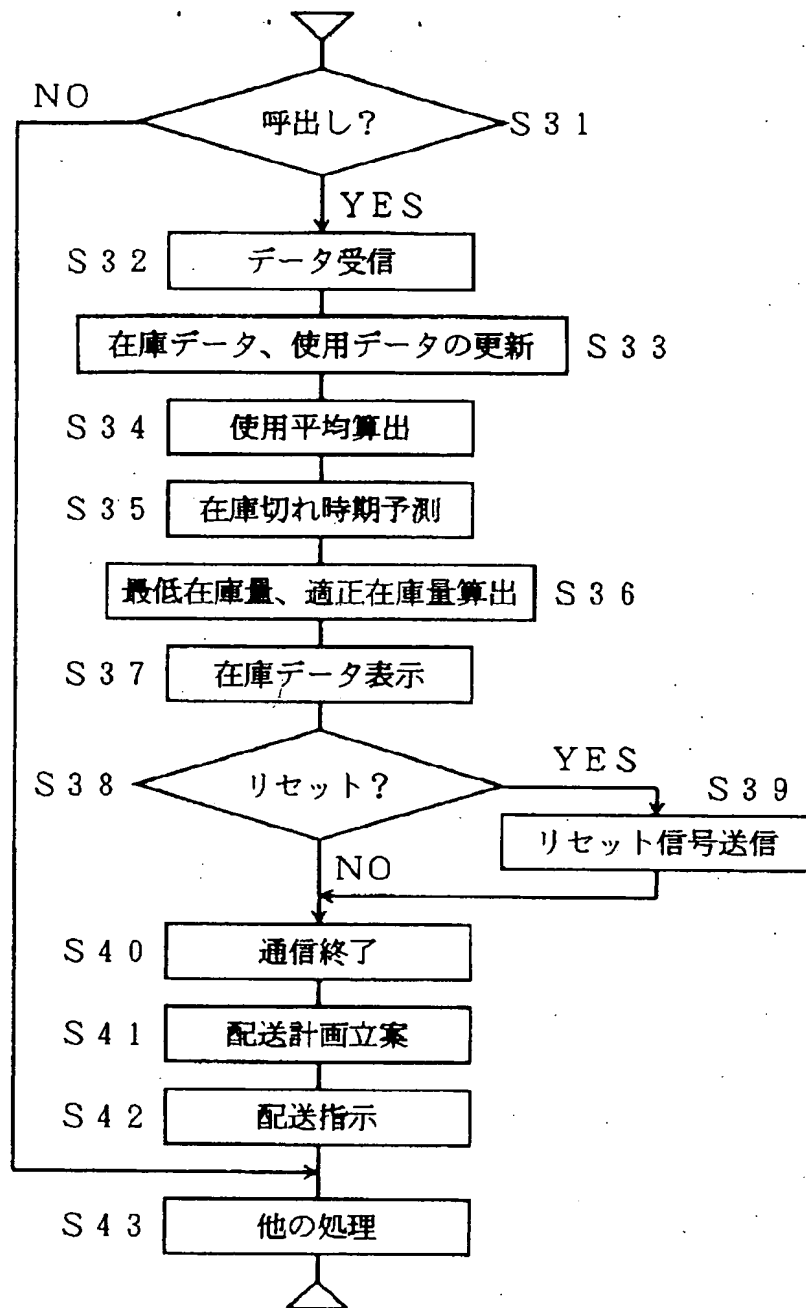 NO
呼出し?
S31
YES
S32
データ受信
在庫データ、使用データの更新
S33
S34
使用平均算出
S35
在庫切れ時期予測
最低在庫量、適正在庫量算出
S36
S37
在庫データ表示
S38
リセット?
YES
S39
リセット信号送信
NO
S40
通信終了
S41
配送計画立案
S42
配送指示
S43
他の処理